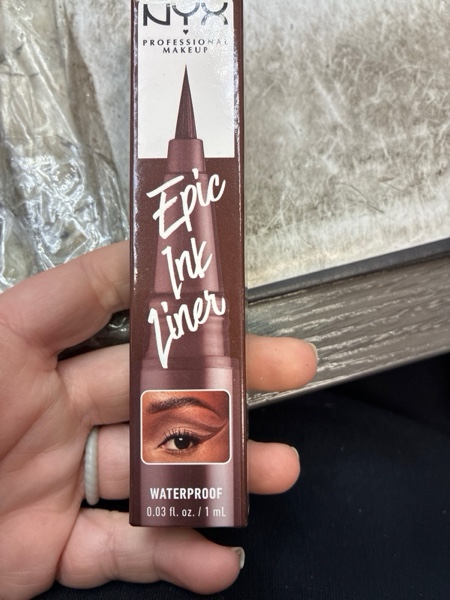 NYX
PROFESSIONAL
MAKEUP
Epic
Ink
Liner
WATERPROOF
0.03 fl. oz. / 1 mL